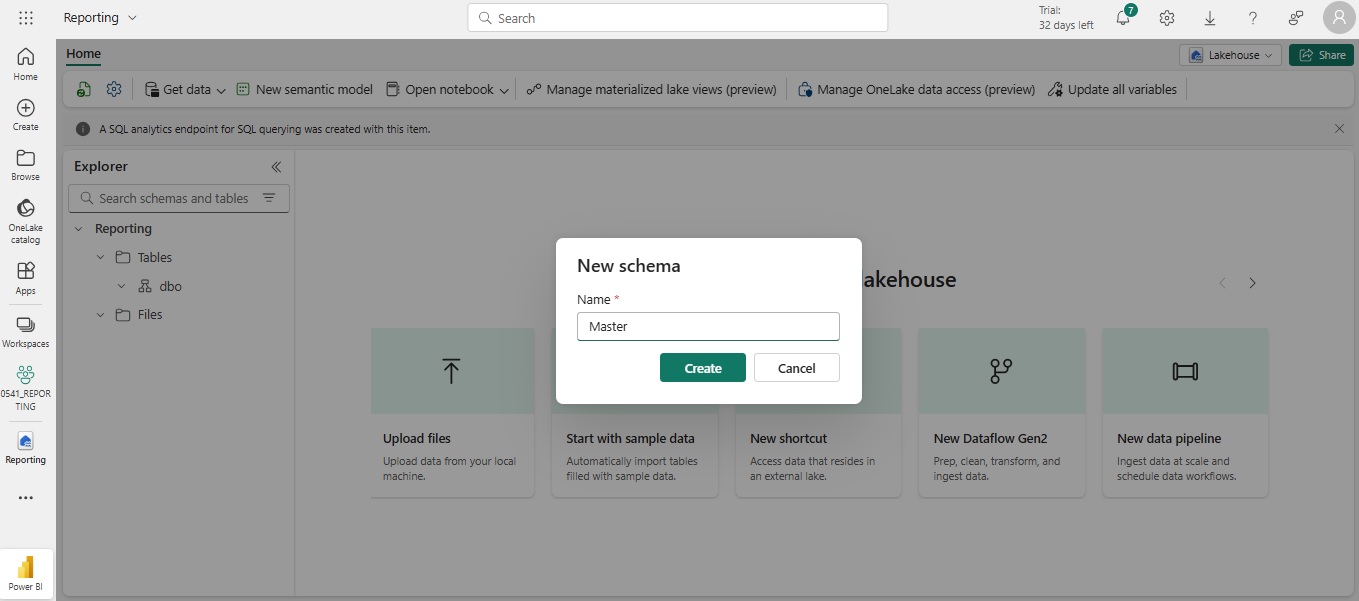 Reporting
Search
Trial:
32 days left
7
Home
Lakehouse
Share
Get data
New semantic model
Open notebook
Manage materialized lake views (preview)
Manage OneLake data access (preview)
Update all variables
A SQL analytics endpoint for SQL querying was created with this item.
Home
Create
Browse
OneLake
catalog
Apps
Workspaces
0541_REPOR
TING
Reporting
Power BI
Explorer
Search schemas and tables
Reporting
Tables
dbo
Files
New schema
Name *
Master
Create
Cancel
lakehouse
Upload files
Upload data from your local
machine.
Start with sample data
Automatically import tables
filled with sample data.
New shortcut
Access data that resides in
an external lake.
New Dataflow Gen2
Prep, clean, transform, and
ingest data.
New data pipeline
Ingest data at scale and
schedule data workflows.